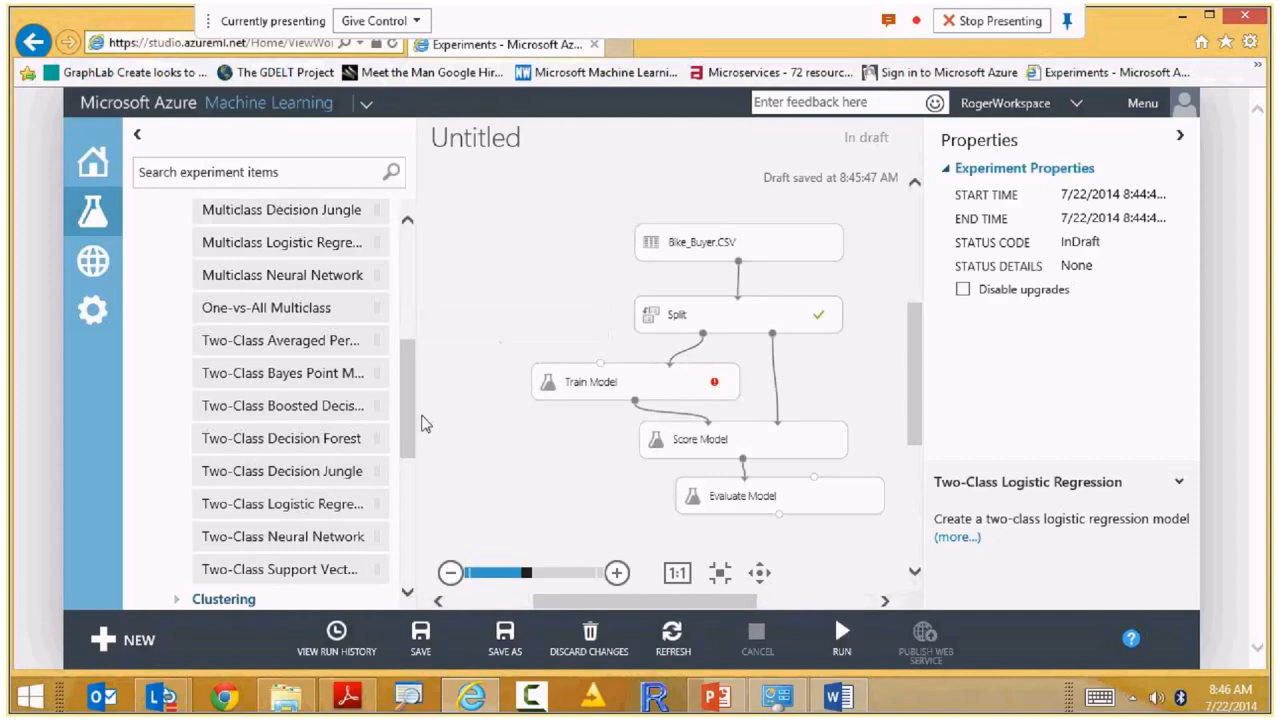 Currently presenting
Give Control
Stop Presenting
https://studio.azureml.net/Home/ViewWoi
Experiments - Microsoft Az...
GraphLab Create looks to ...
The GDELT Project
Meet the Man Google Hir...
Microsoft Machine Learni...
Microservices - 72 resourc...
Sign in to Microsoft Azure
Experiments - Microsoft A...
Microsoft Azure Machine Learning
Enter feedback here
RogerWorkspace
Menu
Untitled
In draft
Draft saved at 8:45:47 AM
Search experiment items
Multiclass Decision Jungle
Multiclass Logistic Regre...
Multiclass Neural Network
One-vs-All Multiclass
Two-Class Averaged Per...
Two-Class Bayes Point M...
Two-Class Boosted Decis...
Two-Class Decision Forest
Two-Class Decision Jungle
Two-Class Logistic Regre...
Two-Class Neural Network
Two-Class Support Vect...
Clustering
Bike_Buyer.CSV
Split
Train Model
Score Model
Evaluate Model
1:1
Properties
Experiment Properties
START TIME 7/22/2014 8:44:4...
END TIME 7/22/2014 8:44:4...
STATUS CODE InDraft
STATUS DETAILS None
Disable upgrades
Two-Class Logistic Regression
Create a two-class logistic regression model
(more...)
NEW
VIEW RUN HISTORY
SAVE
SAVE AS
DISCARD CHANGES
REFRESH
CANCEL
RUN
PUBLISH WEB
SERVICE
8:46 AM
7/22/2014